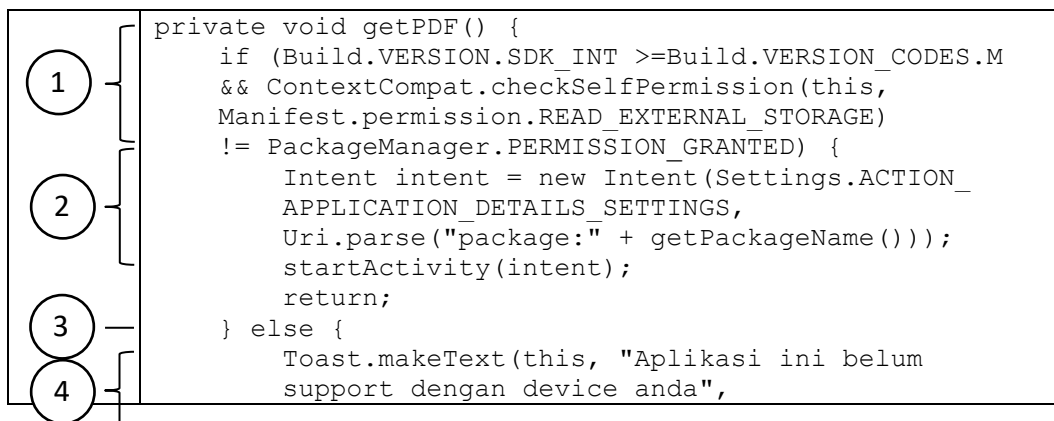 private void getPDF() {
if (Build.VERSION.SDK_INT >=Build.VERSION_CODES.M
1
&& ContextCompat.checkSelfPermission(this,
Manifest.permission.READ_EXTERNAL_STORAGE)
!= PackageManager.PERMISSION_GRANTED) {
Intent intent = new Intent(Settings.ACTION_
2
APPLICATION_DETAILS_SETTINGS,
Uri.parse("package:" + getPackageName()));
startActivity(intent);
return;
3
} else {
Toast.makeText(this, "Aplikasi ini belum
4
support dengan device anda",